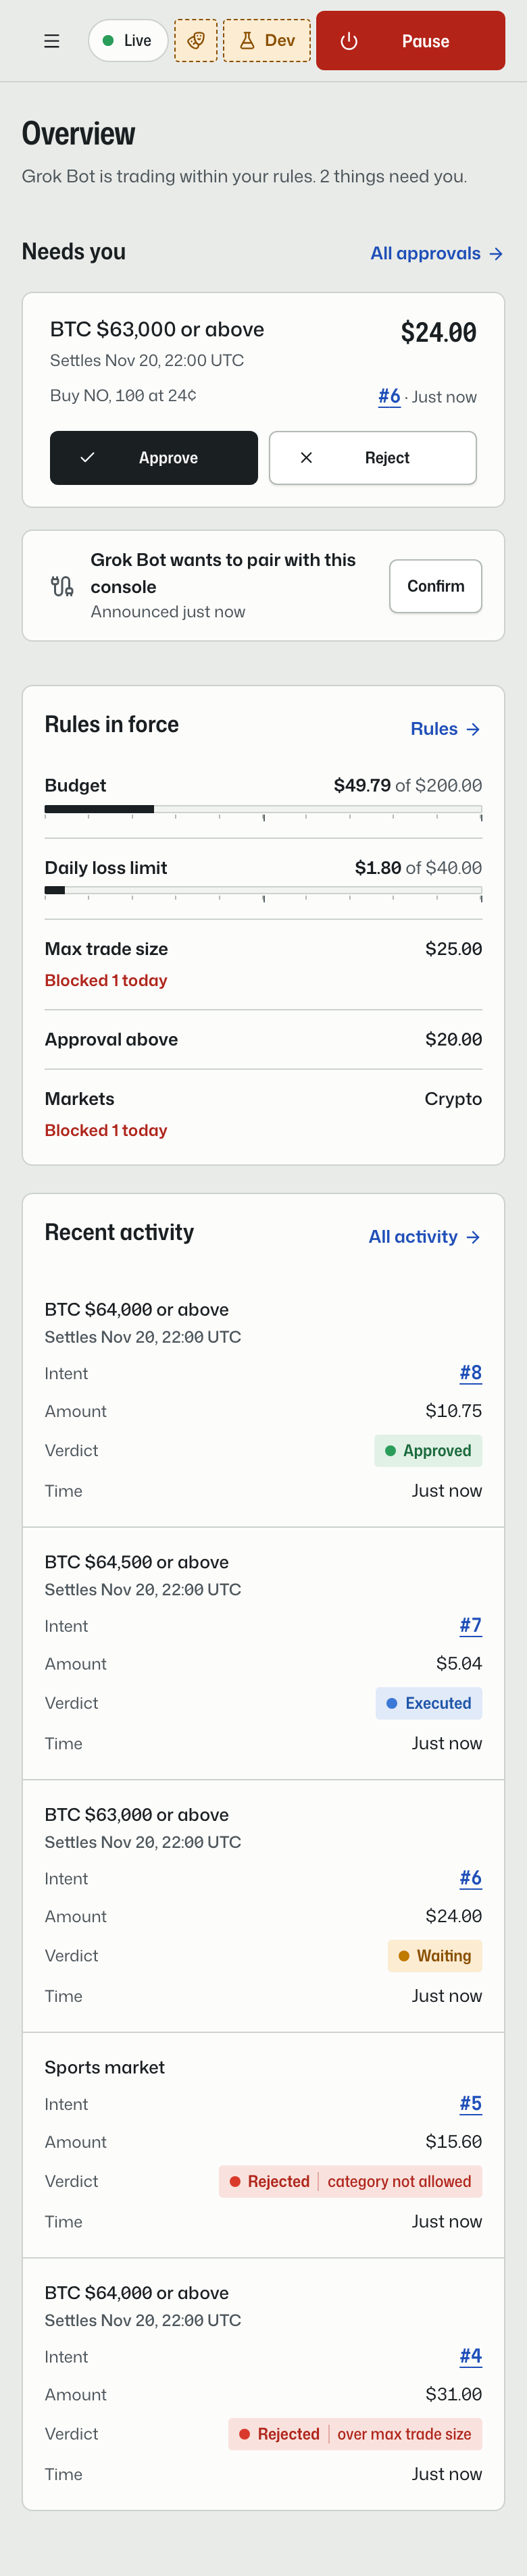 Live
Dev
Pause
Overview
Grok Bot is trading within your rules. 2 things need you.
Needs you
All approvals →
BTC $63,000 or above
$24.00
Settles Nov 20, 22:00 UTC
Buy NO, 100 at 24¢
#6 · Just now
Approve
Reject
Grok Bot wants to pair with this
console
Announced just now
Confirm
Rules in force
Rules →
Budget
$49.79 of $200.00
Daily loss limit
$1.80 of $40.00
Max trade size
$25.00
Blocked 1 today
Approval above
$20.00
Markets
Crypto
Blocked 1 today
Recent activity
All activity →
BTC $64,000 or above
Settles Nov 20, 22:00 UTC
Intent
#8
Amount
$10.75
Verdict
Approved
Time
Just now
BTC $64,500 or above
Settles Nov 20, 22:00 UTC
Intent
#7
Amount
$5.04
Verdict
Executed
Time
Just now
BTC $63,000 or above
Settles Nov 20, 22:00 UTC
Intent
#6
Amount
$24.00
Verdict
Waiting
Time
Just now
Sports market
Intent
#5
Amount
$15.60
Verdict
Rejected | category not allowed
Time
Just now
BTC $64,000 or above
Settles Nov 20, 22:00 UTC
Intent
#4
Amount
$31.00
Verdict
Rejected | over max trade size
Time
Just now